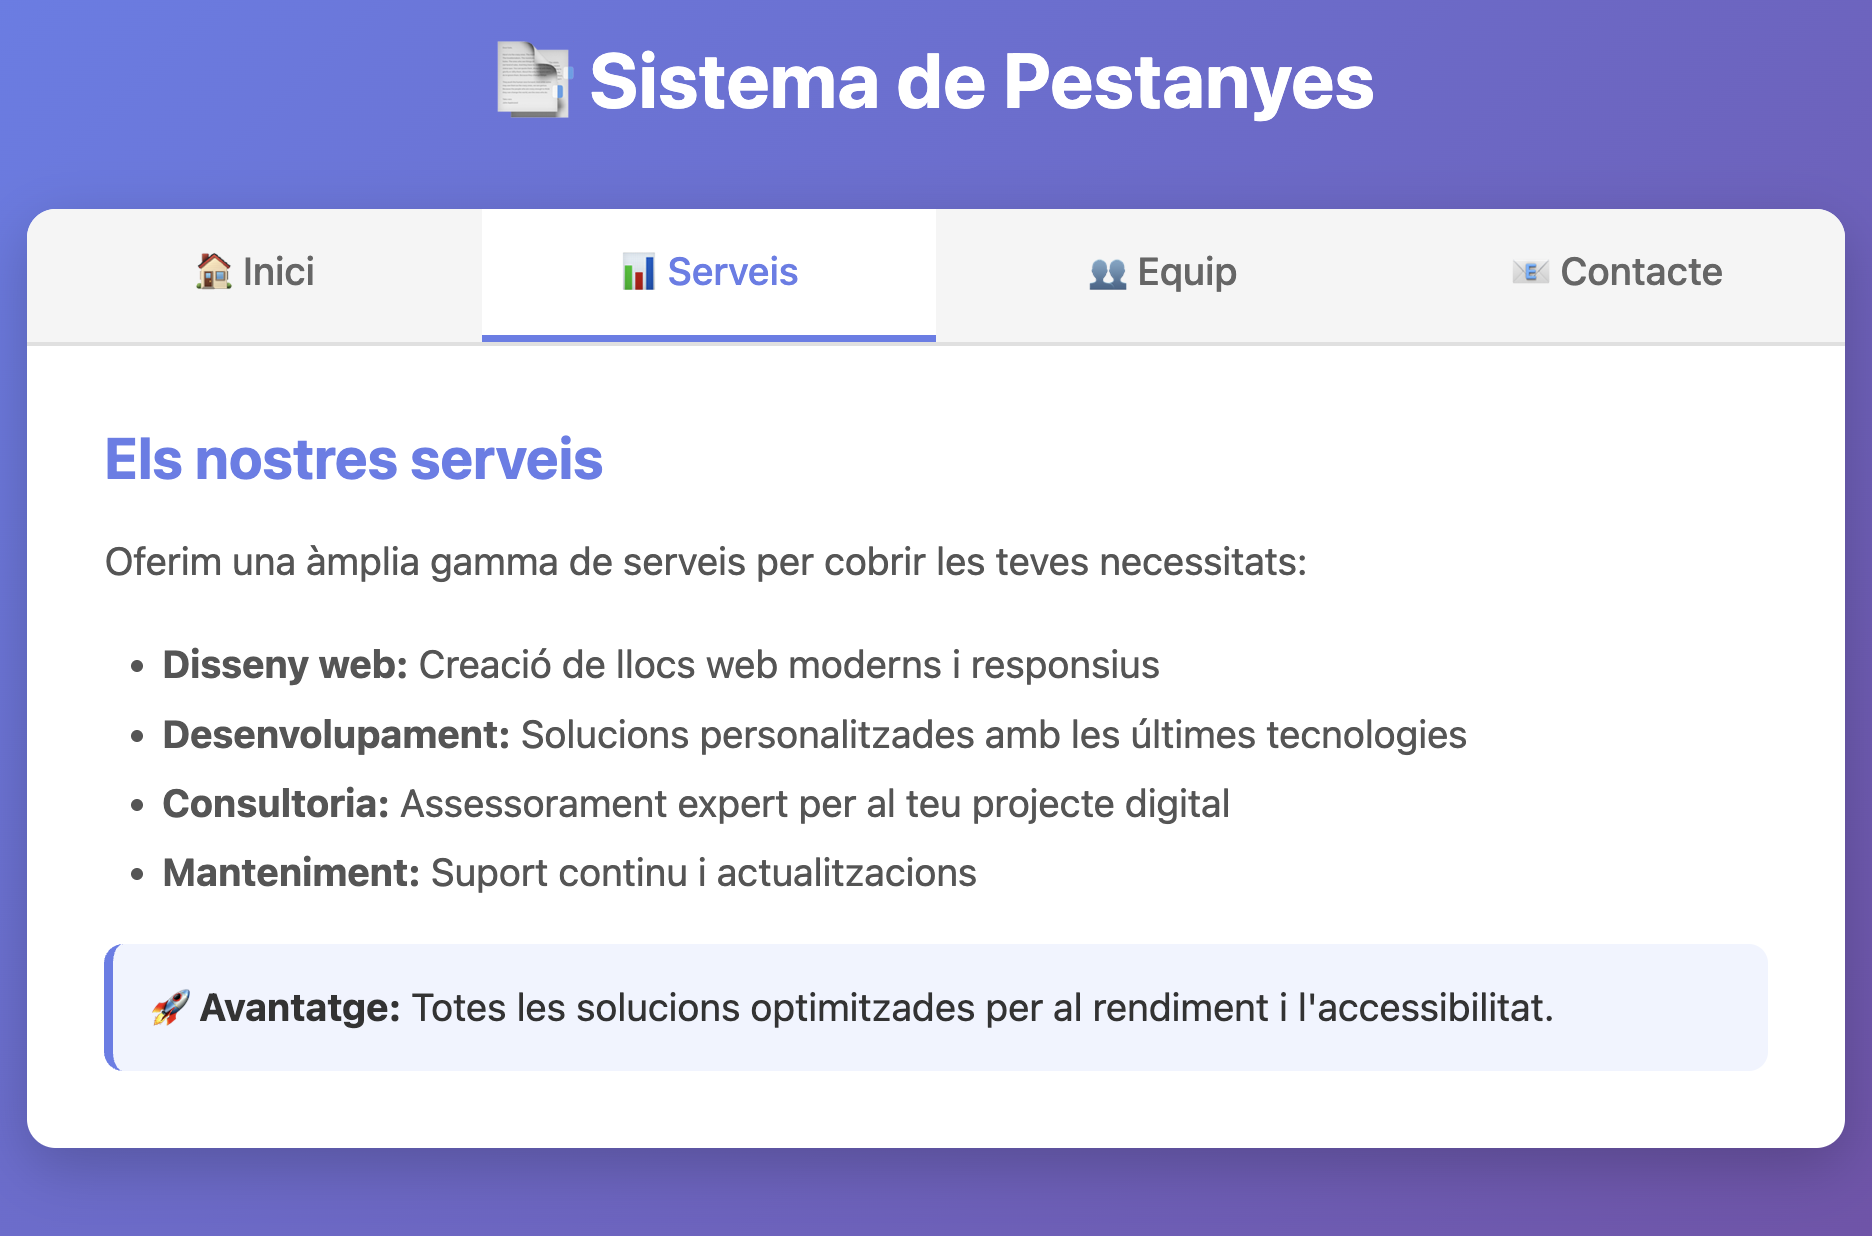 Sistema de Pestanyes
Inici
Serveis
Equip
Contacte
Els nostres serveis
Oferim una àmplia gamma de serveis per cobrir les teves necessitats:
• Disseny web: Creació de llocs web moderns i responsius
• Desenvolupament: Solucions personalitzades amb les últimes tecnologies
• Consultoria: Assessorament expert per al teu projecte digital
• Manteniment: Suport continu i actualitzacions
🚀 Avantatge: Totes les solucions optimitzades per al rendiment i l'accessibilitat.